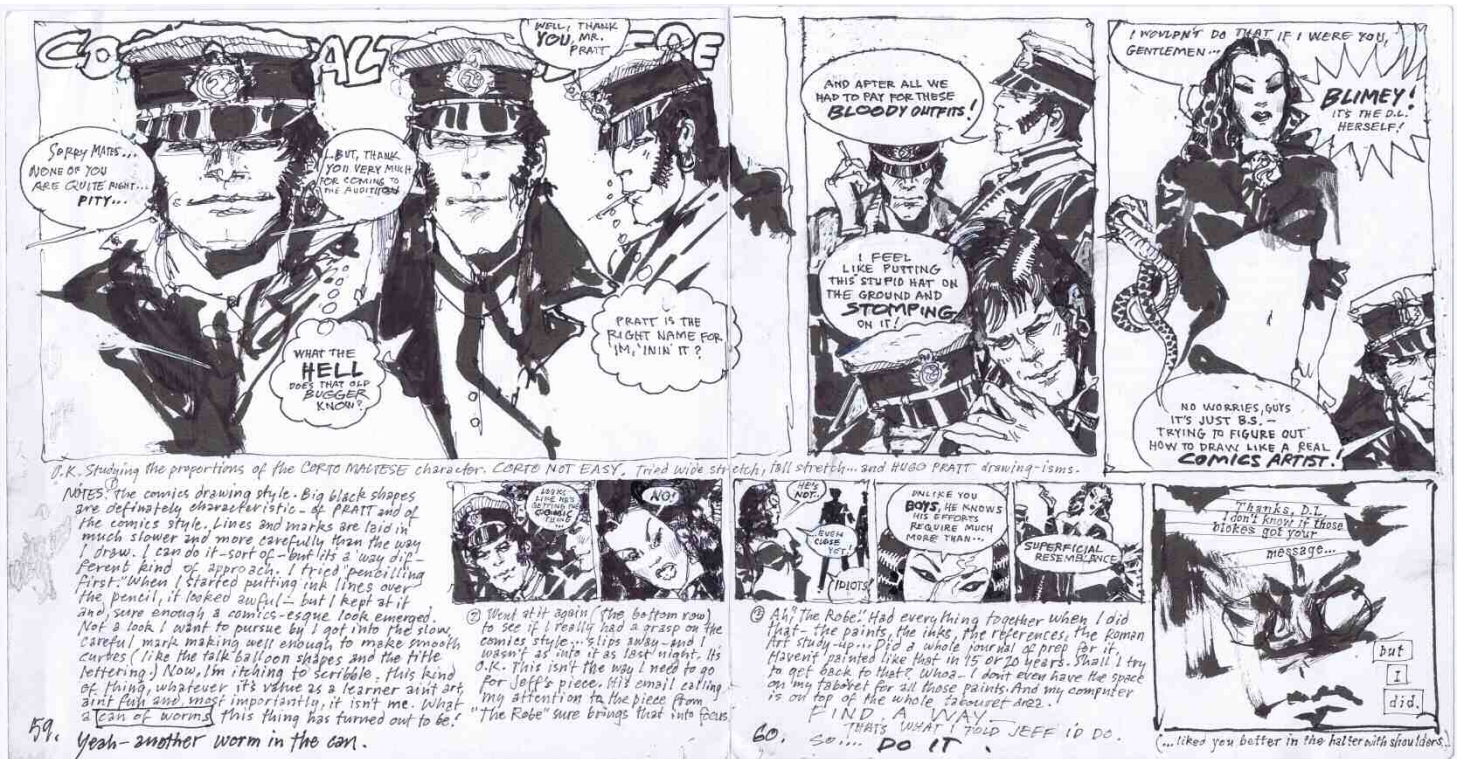 CO ALT RE
WELL, THANK
YOU, MR.
PRATT
SORRY MATES...
NONE OF YOU
ARE QUITE RIGHT...
PITY...
...BUT, THANK
YOU VERY MUCH
FOR COMING TO
THE AUDITION
WHAT THE
HELL
DOES THAT OLD
BUGGER
KNOW?
PRATT IS THE
RIGHT NAME FOR
'IM, 'ININ' IT?
AND AFTER ALL WE
HAD TO PAY FOR THESE
BLOODY OUTFITS!
I FEEL
LIKE PUTTING
THIS STUPID HAT ON
THE GROUND AND
STOMPING
ON IT!
I WOULDN'T DO THAT IF I WERE YOU,
GENTLEMEN...
BLIMEY!
IT'S THE D.L.
HERSELF!
NO WORRIES, GUYS
IT'S JUST B.S. –
TRYING TO FIGURE OUT
HOW TO DRAW LIKE A REAL
COMICS ARTIST!
O.K. Studying the proportions of the CORTO MALTESE character. CORTO NOT EASY. Tried wide stretch, tall stretch... and HUGO PRATT drawing-isms.
NOTES: ① the comics drawing style. Big black shapes
are definately characteristic – of PRATT and of
the comics style. Lines and marks are laid in
much slower and more carefully than the way
I draw. I can do it – sort of – but its a way dif-
ferent kind of approach. I tried "pencilling
first." When I started putting ink lines over
the pencil, it looked awful – but I kept at it
and, sure enough a comics-esque look emerged.
Not a look I want to pursue by I got into the slow,
careful mark making well enough to make smooth
curves (like the talk balloon shapes and the title
lettering.) Now, I'm itching to scribble. This kind
of thing, whatever its value as a learner aint art,
aint fun and, most importantly, it isn't me. What
a can of worms this thing has turned out to be!
59. Yeah – another worm in the can.
LOOKS
LIKE HE'S
GETTING THE
COMIC
THING
NO!
HE'S
NOT...
...EVEN
CLOSE
YET!
IDIOTS!
UNLIKE YOU
BOYS, HE KNOWS
HIS EFFORTS
REQUIRE MUCH
MORE THAN...
SUPERFICIAL
RESEMBLANCE
② Went at it again (the bottom row)
to see if I really had a grasp on the
comics style... slips away – and I
wasn't as into it as last night. Its
O.K. This isn't the way I need to go
for Jeff's piece. His email calling
my attention to the piece from
"The Robe" sure brings that into focus
③ Ah, "The Robe". Had everything together when I did
that – the paints, the inks, the references, the Roman
Art study-up... Did a whole journal of prep for it.
Havent painted like that in 15 or 20 years. Shall I try
to get back to that? Whoa – I dont even have the space
on my tabovet for all those paints. And my computer
is on top of the whole tabouret area.
FIND A WAY –
THATS WHAT I TOLD JEFF I'D DO.
60. SO.... DO IT.
Thanks, D.L.
I don't know if those
blokes got your
message...
but
I
did.
(...liked you better in the halter with shoulders...